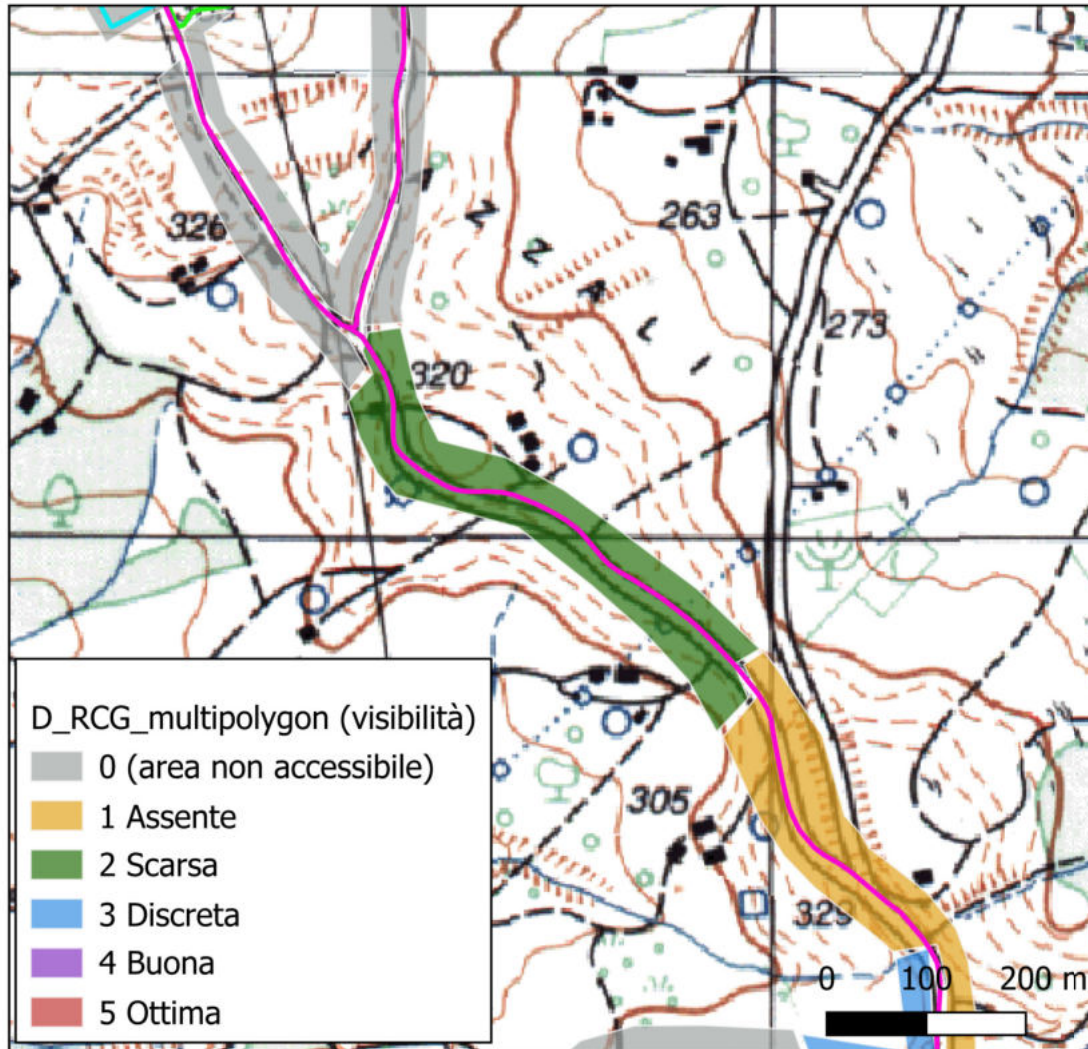 326
263
320
273
305
329
D_RCG_multipolygon (visibilità)
0 (area non accessibile)
1 Assente
2 Scarsa
3 Discreta
4 Buona
5 Ottima
0 100 200 m